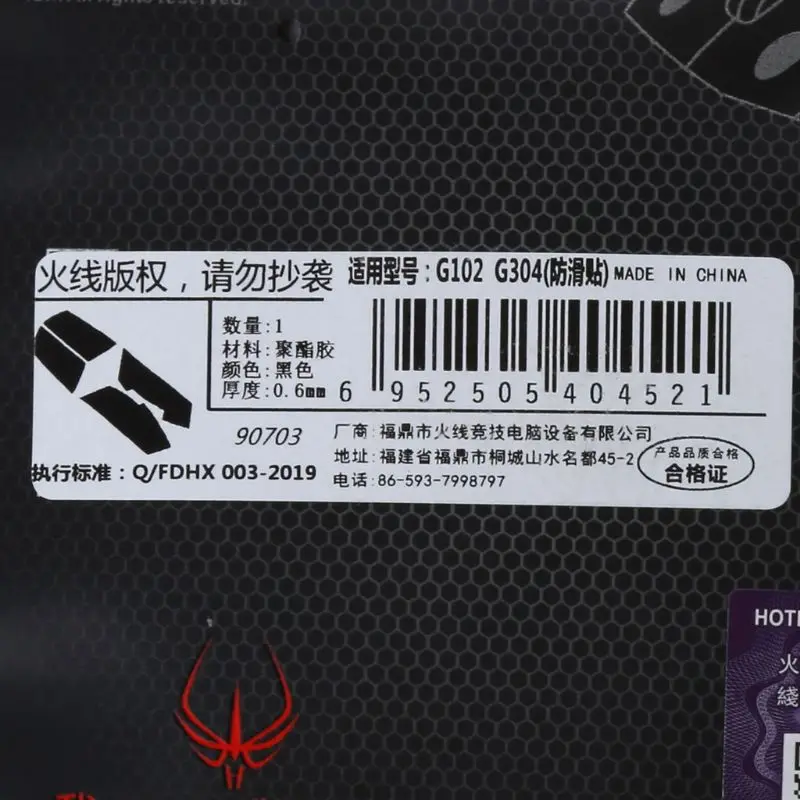 All rights reserved.
火线版权，请勿抄袭 适用型号：G102 G304(防滑贴) MADE IN CHINA
数量:1
材料:聚酯胶
颜色:黑色
厚度:0.6mm
6 952505 404521
90703
厂商:福鼎市火线竞技电脑设备有限公司
地址:福建省福鼎市桐城山水名都45-2
电话:86-593-7998797
产品品质合格
合格证
执行标准：Q/FDHX 003-2019
HOT
火
綫